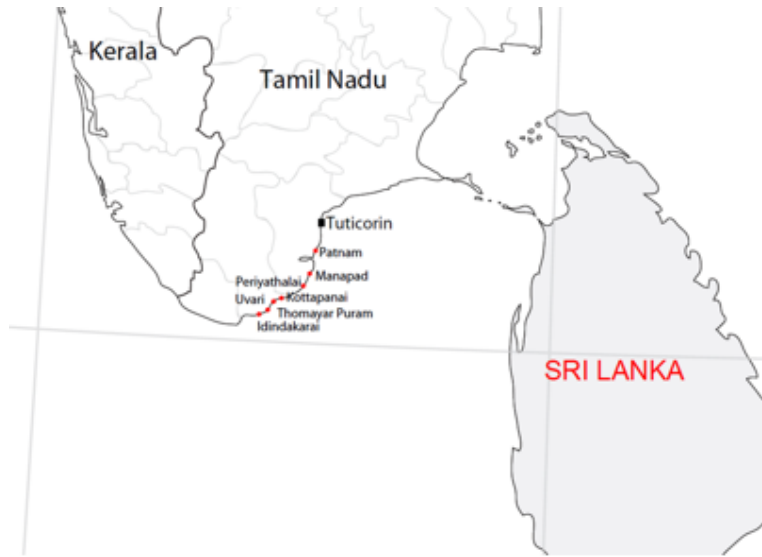 Kerala
Tamil Nadu
Tuticorin
Patnam
Manapad
Periyathalai
Kottapanai
Uvari
Thomayar Puram
Idindakarai
SRI LANKA